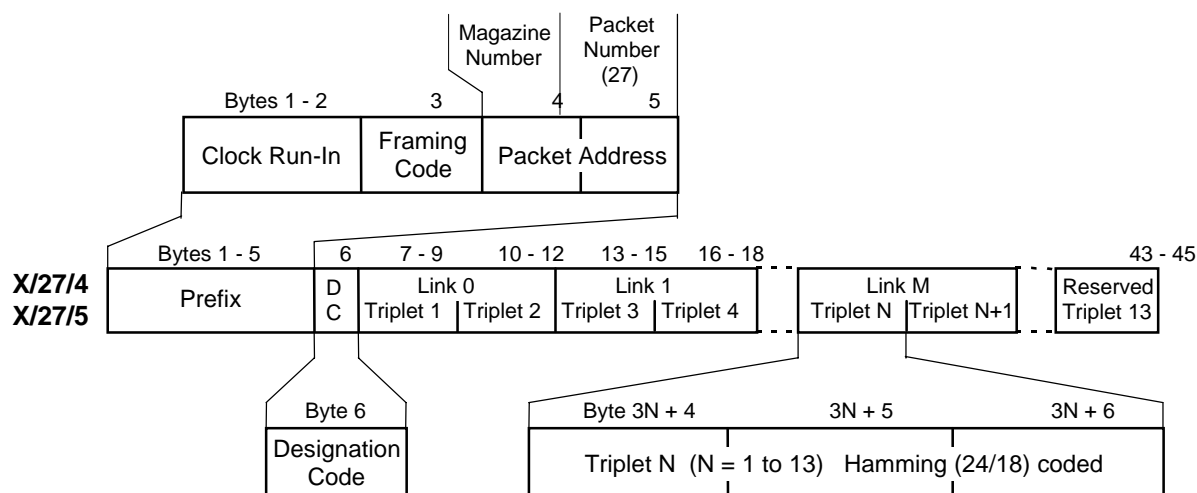 Magazine Number
Packet Number (27)
Bytes 1 - 2
3
4
5
Clock Run-In
Framing Code
Packet Address
Bytes 1 - 5
6
7 - 9
10 - 12
13 - 15
16 - 18
43 - 45
X/27/4
X/27/5
Prefix
D C
Link 0
Triplet 1
Triplet 2
Link 1
Triplet 3
Triplet 4
Link M
Triplet N
Triplet N+1
Reserved
Triplet 13
Byte 6
Designation Code
Byte 3N + 4
3N + 5
3N + 6
Triplet N (N = 1 to 13) Hamming (24/18) coded